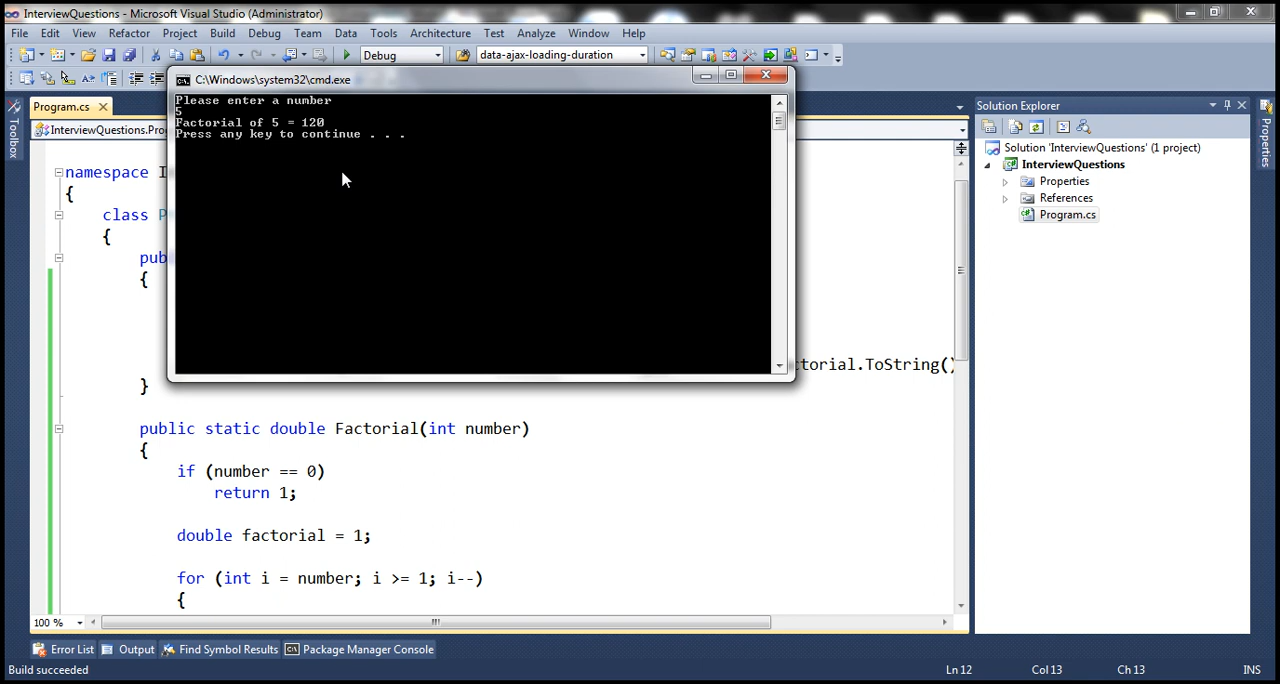 InterviewQuestions - Microsoft Visual Studio (Administrator)
File Edit View Refactor Project Build Debug Team Data Tools Architecture Test Analyze Window Help
Debug data-ajax-loading-duration
Program.cs
C:\Windows\system32\cmd.exe
Please enter a number
5
Factorial of 5 = 120
Press any key to continue . . .
Toolbox
InterviewQuestions.Pro
namespace I
{
class P
{
pub
{
ctorial.ToString()
}
public static double Factorial(int number)
{
if (number == 0)
return 1;
double factorial = 1;
for (int i = number; i >= 1; i--)
{
100 %
Solution Explorer
Solution 'InterviewQuestions' (1 project)
InterviewQuestions
Properties
References
Program.cs
Properties
Error List Output Find Symbol Results Package Manager Console
Build succeeded Ln 12 Col 13 Ch 13 INS